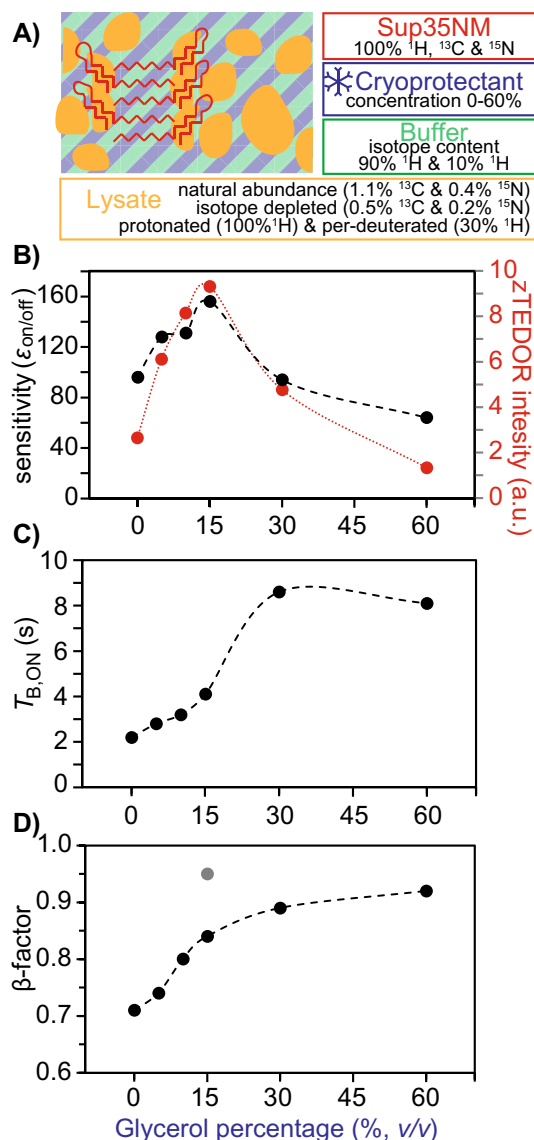 A)
Sup35NM
100% ¹H, ¹³C & ¹⁵N
Cryoprotectant
concentration 0-60%
Buffer
isotope content
90% ¹H & 10% ¹H
Lysate
natural abundance (1.1% ¹³C & 0.4% ¹⁵N)
isotope depleted (0.5% ¹³C & 0.2% ¹⁵N)
protonated (100%¹H) & per-deuterated (30% ¹H)
B)
sensitivity (ε on/off)
160
120
80
40
0
zTEDOR intesity (a.u.)
10
8
6
4
2
0
0 15 30 45 60
C)
T B,ON (s)
10
8
6
4
2
0
0 15 30 45 60
D)
β-factor
1.0
0.9
0.8
0.7
0.6
0 15 30 45 60
Glycerol percentage (%, v/v)